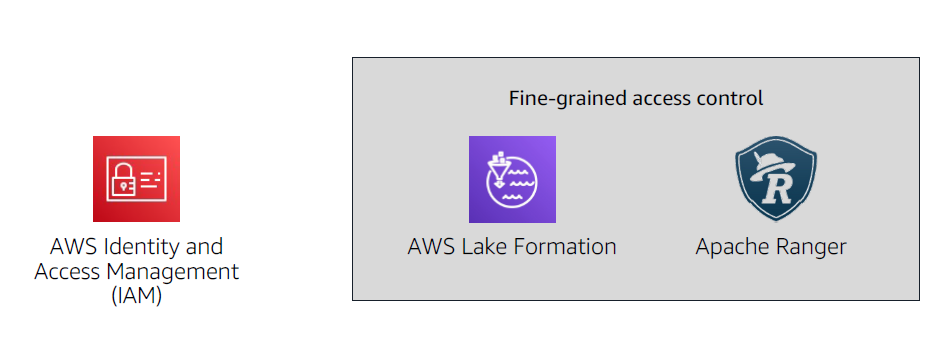 Fine-grained access control
AWS Identity and
Access Management
(IAM)
AWS Lake Formation
R
Apache Ranger